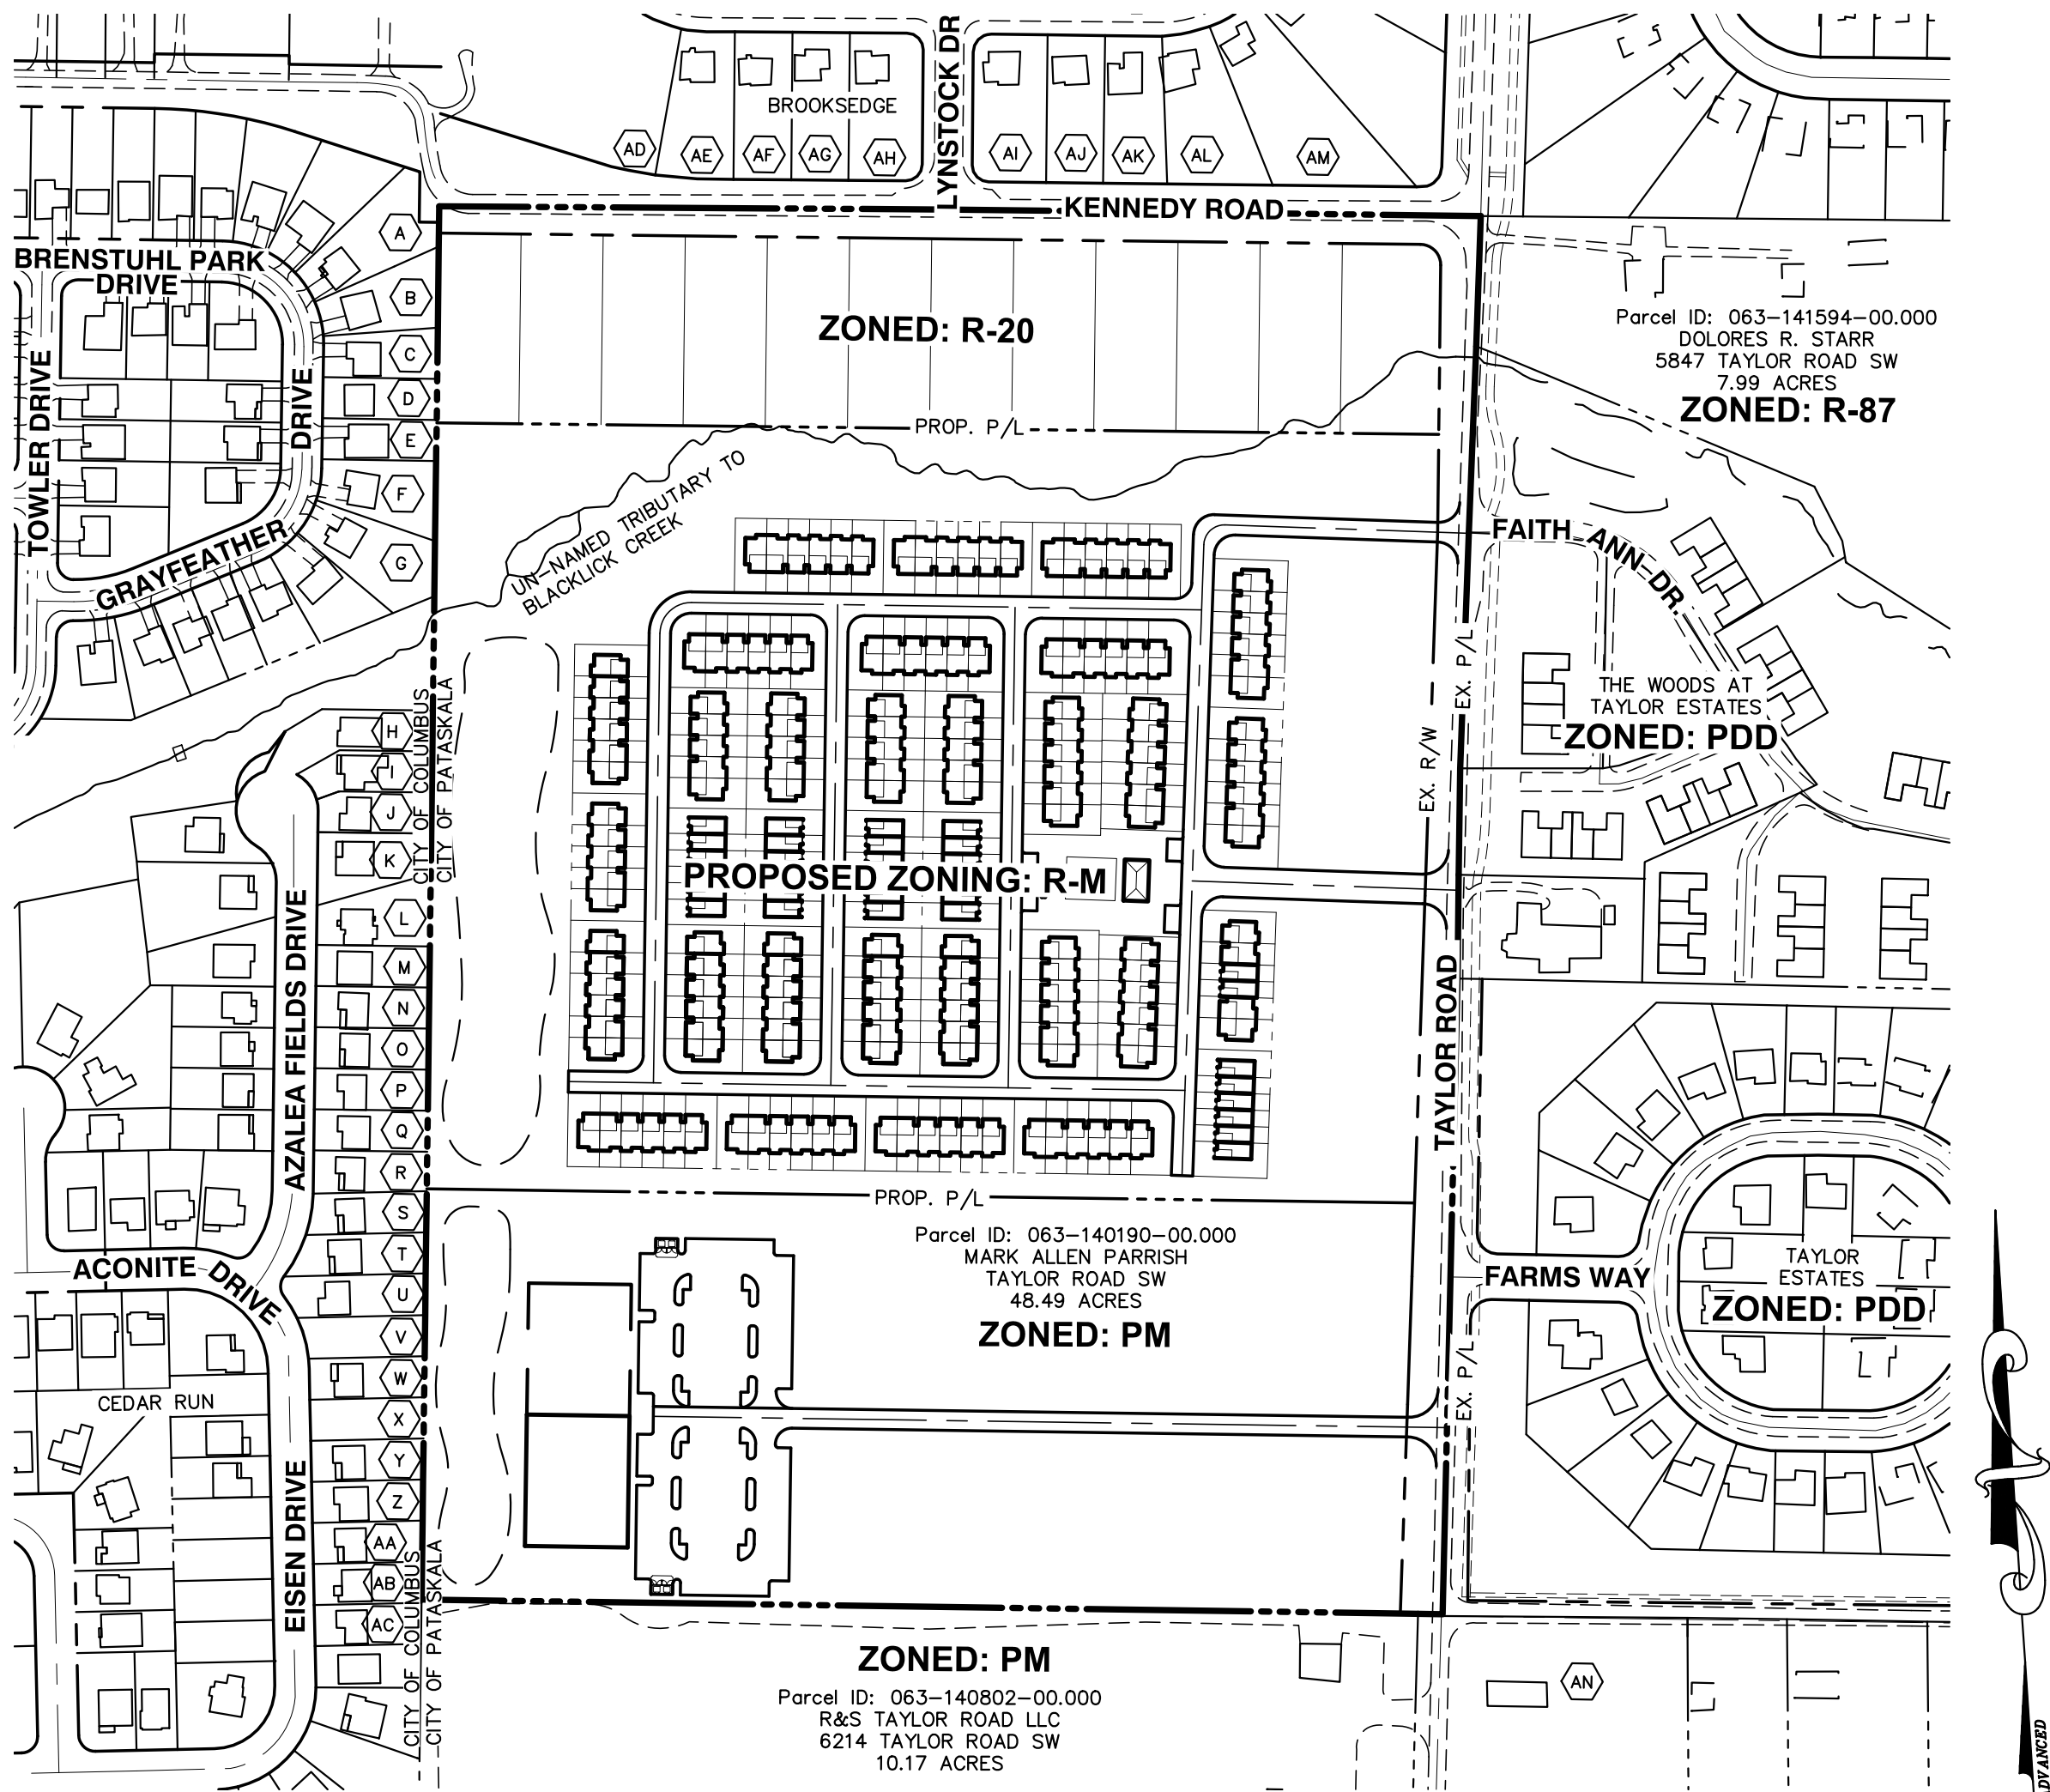 LYNSTOCK DR
BROOKSEDGE
AD
AE
AF
AG
AH
AI
AJ
AK
AL
AM
KENNEDY ROAD
A
B
C
D
E
F
G
BRENSTUHL PARK
DRIVE
TOWLER DRIVE
DRIVE
GRAYFEATHER
ZONED: R-20
PROP. P/L
Parcel ID: 063-141594-00.000
DOLORES R. STARR
5847 TAYLOR ROAD SW
7.99 ACRES
ZONED: R-87
UN-NAMED TRIBUTARY TO
BLACKLICK CREEK
FAITH ANN DR.
EX. P/L
EX. R/W
THE WOODS AT
TAYLOR ESTATES
ZONED: PDD
CITY OF COLUMBUS
CITY OF PATASKALA
H
I
J
K
L
M
N
O
P
Q
R
S
T
U
V
W
X
Y
Z
AA
AB
AC
PROPOSED ZONING: R-M
AZALEA FIELDS DRIVE
TAYLOR ROAD
PROP. P/L
Parcel ID: 063-140190-00.000
MARK ALLEN PARRISH
TAYLOR ROAD SW
48.49 ACRES
ZONED: PM
ACONITE DRIVE
FARMS WAY
TAYLOR
ESTATES
ZONED: PDD
EX. P/L
CEDAR RUN
EISEN DRIVE
CITY OF COLUMBUS
CITY OF PATASKALA
ZONED: PM
Parcel ID: 063-140802-00.000
R&S TAYLOR ROAD LLC
6214 TAYLOR ROAD SW
10.17 ACRES
AN